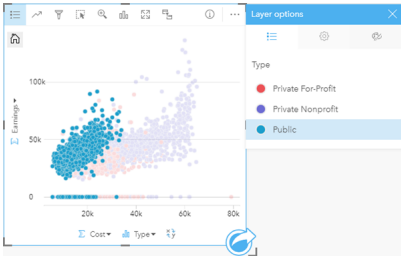 Layer options
Type
Private For-Profit
Private Nonprofit
Public
Earnings
100k
50k
0
20k
40k
60k
80k
Σ Cost
Type